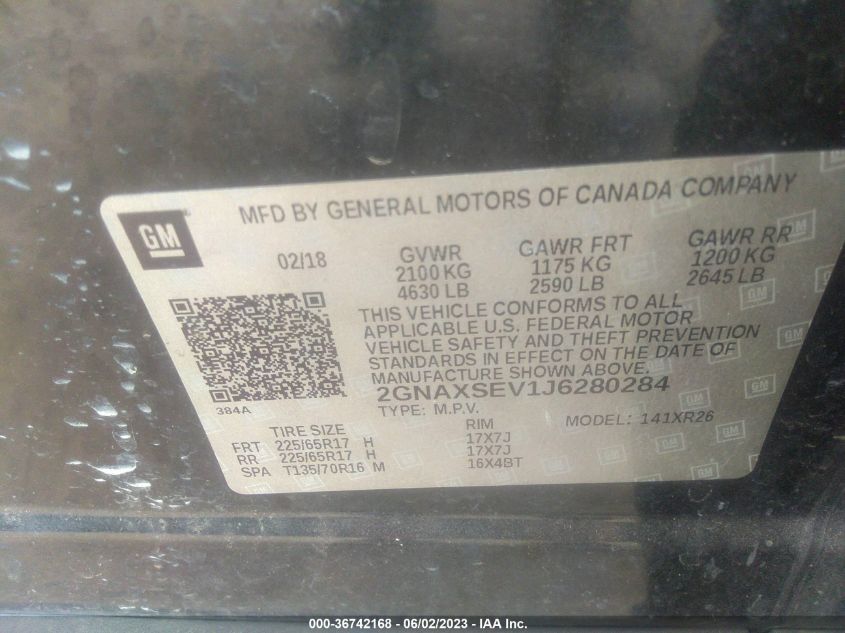 GM
MFD BY GENERAL MOTORS OF CANADA COMPANY
02/18 GVWR GAWR FRT GAWR RR
2100 KG 1175 KG 1200 KG
4630 LB 2590 LB 2645 LB
THIS VEHICLE CONFORMS TO ALL
APPLICABLE U.S. FEDERAL MOTOR
VEHICLE SAFETY AND THEFT PREVENTION
STANDARDS IN EFFECT ON THE DATE OF
MANUFACTURE SHOWN ABOVE.
384A
2GNAXSEV1J6280284
TYPE: M.P.V. MODEL: 141XR26
TIRE SIZE RIM
FRT 225/65R17 H 17X7J
RR 225/65R17 H 17X7J
SPA T135/70R16 M 16X4BT
000-36742168 - 06/02/2023 - IAA Inc.